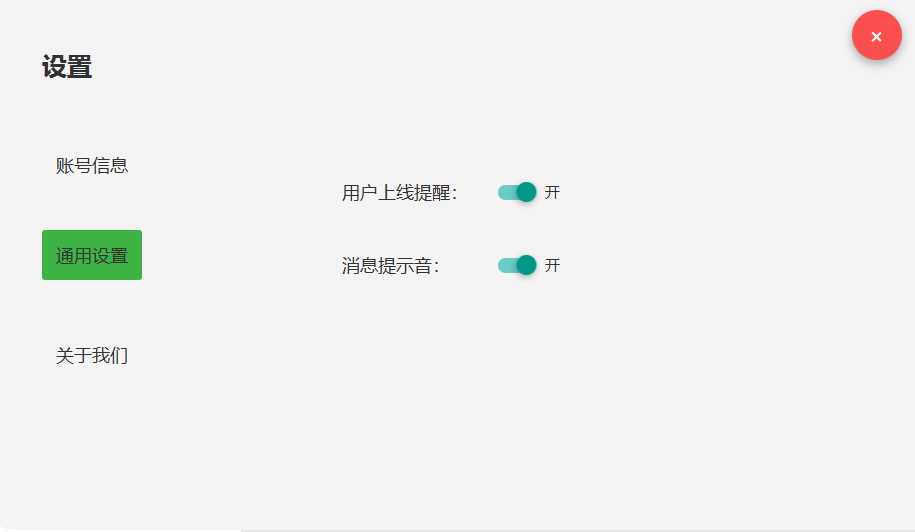 设置
账号信息
用户上线提醒： 开
通用设置
消息提示音： 开
关于我们